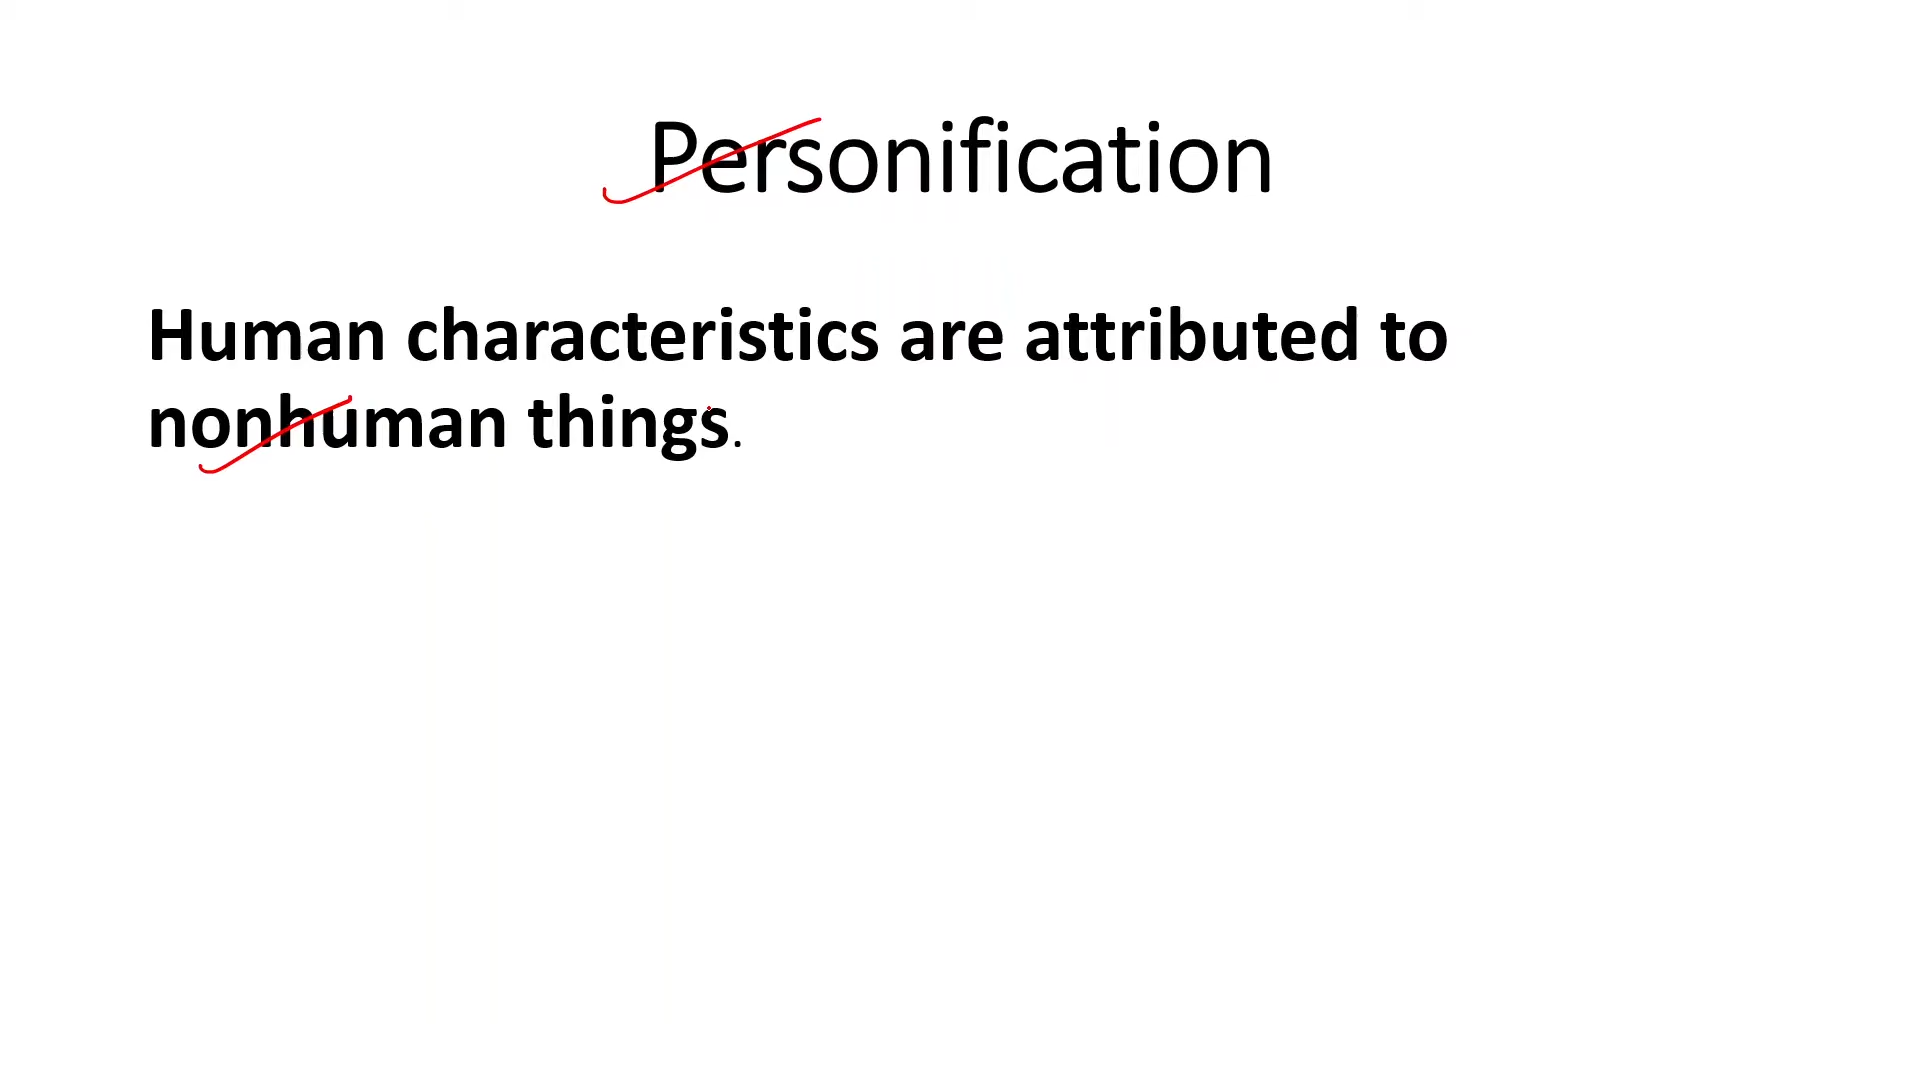 Personification
Human characteristics are attributed to
nonhuman things.